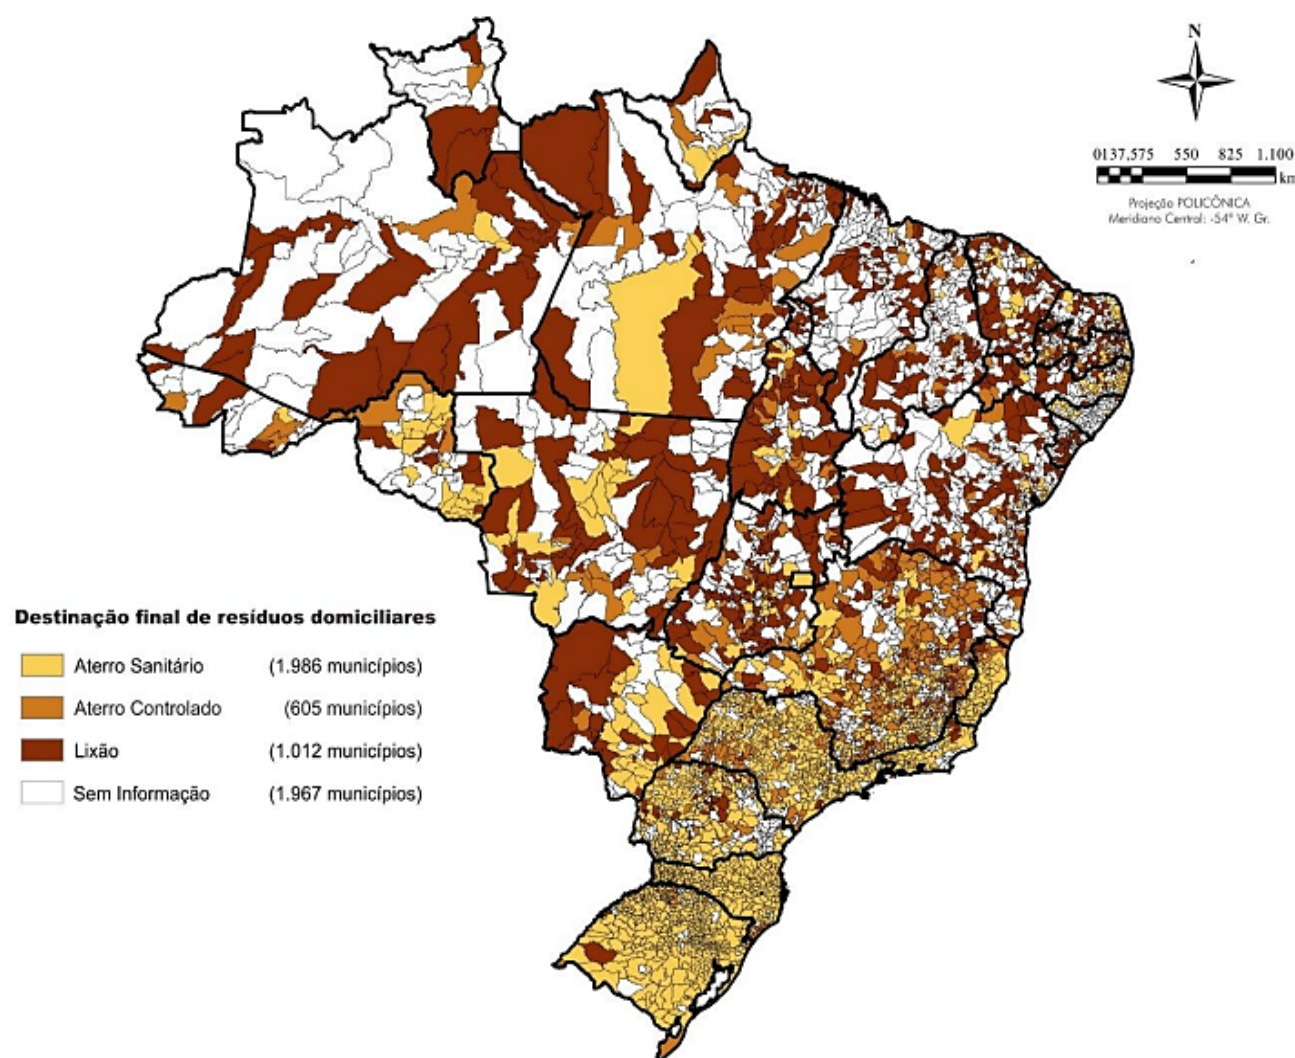 N
0137.575 550 825 1.100
km
Projeção POLICÔNICA
Meridiano Central: -54° W. Gr.
Destinação final de resíduos domiciliares
Aterro Sanitário (1.986 municípios)
Aterro Controlado (605 municípios)
Lixão (1.012 municípios)
Sem Informação (1.967 municípios)